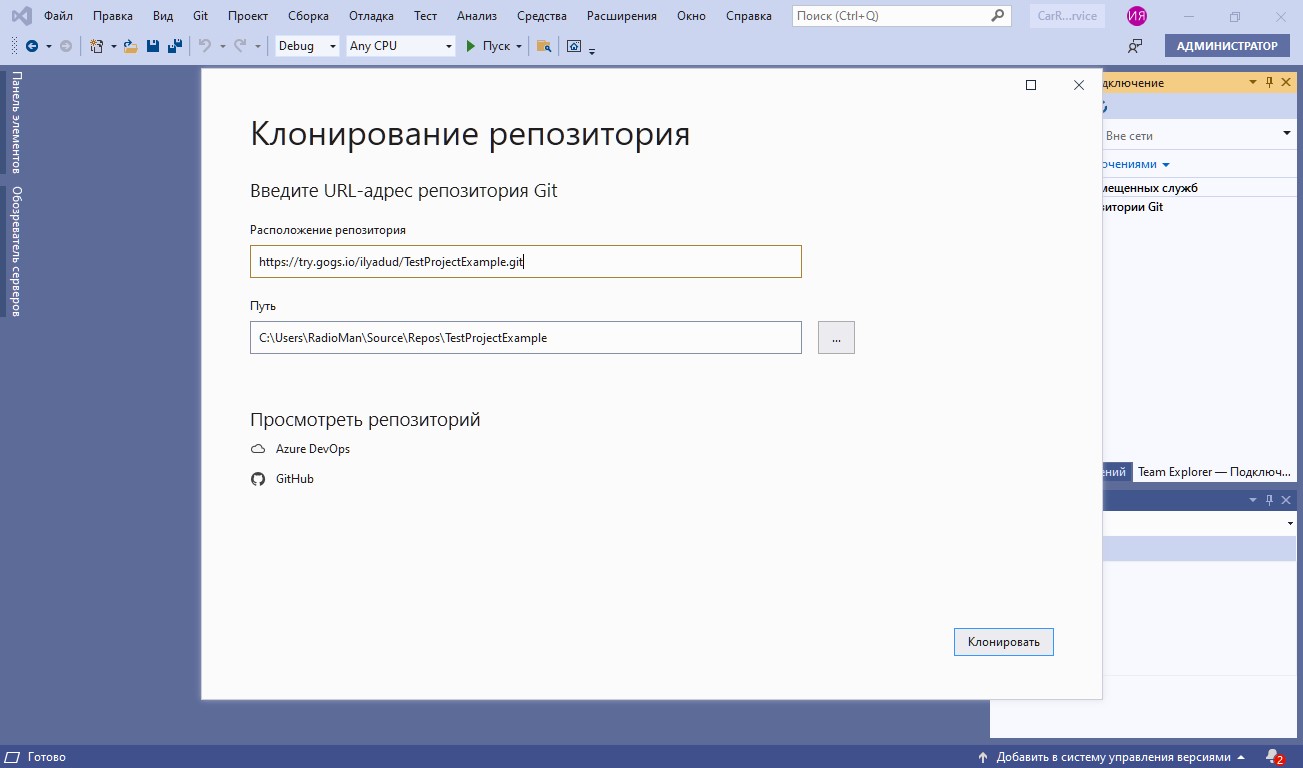 Файл Правка Вид Git Проект Сборка Отладка Тест Анализ Средства Расширения Окно Справка Поиск (Ctrl+Q) CarR...rvice ИЯ
Debug Any CPU Пуск АДМИНИСТРАТОР
Панель элементов
Обозреватель серверов
дключение
Клонирование репозитория
Вне сети
очениями
Введите URL-адрес репозитория Git
мещенных служб
зитории Git
Расположение репозитория
https://try.gogs.io/ilyadud/TestProjectExample.git
Путь
C:\Users\RadioMan\Source\Repos\TestProjectExample
...
Просмотреть репозиторий
Azure DevOps
GitHub
ений Team Explorer — Подключ...
Клонировать
Готово Добавить в систему управления версиями 2